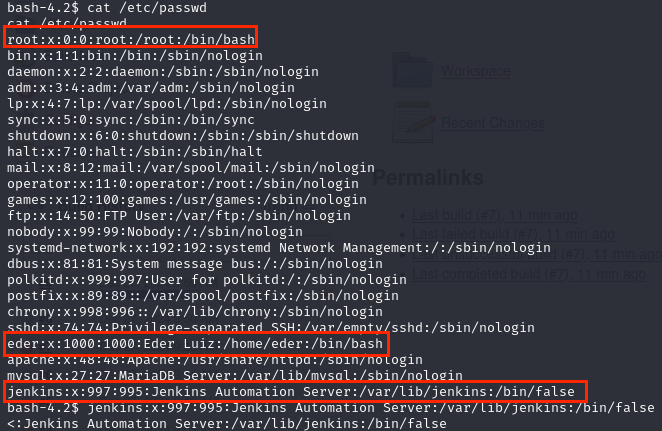 bash-4.2$ cat /etc/passwd
cat /etc/passwd
root:x:0:0:root:/root:/bin/bash
bin:x:1:1:bin:/bin:/sbin/nologin
daemon:x:2:2:daemon:/sbin:/sbin/nologin
adm:x:3:4:adm:/var/adm:/sbin/nologin
lp:x:4:7:lp:/var/spool/lpd:/sbin/nologin
sync:x:5:0:sync:/sbin:/bin/sync
shutdown:x:6:0:shutdown:/sbin:/sbin/shutdown
halt:x:7:0:halt:/sbin:/sbin/halt
mail:x:8:12:mail:/var/spool/mail:/sbin/nologin
operator:x:11:0:operator:/root:/sbin/nologin
games:x:12:100:games:/usr/games:/sbin/nologin
ftp:x:14:50:FTP User:/var/ftp:/sbin/nologin
nobody:x:99:99:Nobody:/:/sbin/nologin
systemd-network:x:192:192:systemd Network Management:/:/sbin/nologin
dbus:x:81:81:System message bus:/:/sbin/nologin
polkitd:x:999:997:User for polkitd:/:/sbin/nologin
postfix:x:89:89::/var/spool/postfix:/sbin/nologin
chrony:x:998:996::/var/lib/chrony:/sbin/nologin
sshd:x:74:74:Privilege-separated SSH:/var/empty/sshd:/sbin/nologin
eder:x:1000:1000:Eder Luiz:/home/eder:/bin/bash
apache:x:48:48:Apache:/usr/share/httpd:/sbin/nologin
mysql:x:27:27:MariaDB Server:/var/lib/mysql:/sbin/nologin
jenkins:x:997:995:Jenkins Automation Server:/var/lib/jenkins:/bin/false
bash-4.2$ jenkins:x:997:995:Jenkins Automation Server:/var/lib/jenkins:/bin/false
<:Jenkins Automation Server:/var/lib/jenkins:/bin/false
Workspace
Recent Changes
Permalinks
Last build (#7), 11 min ago
Last failed build (#7), 11 min ago
build (#7), 11 min ago
Last completed build (#7), 11 min ago